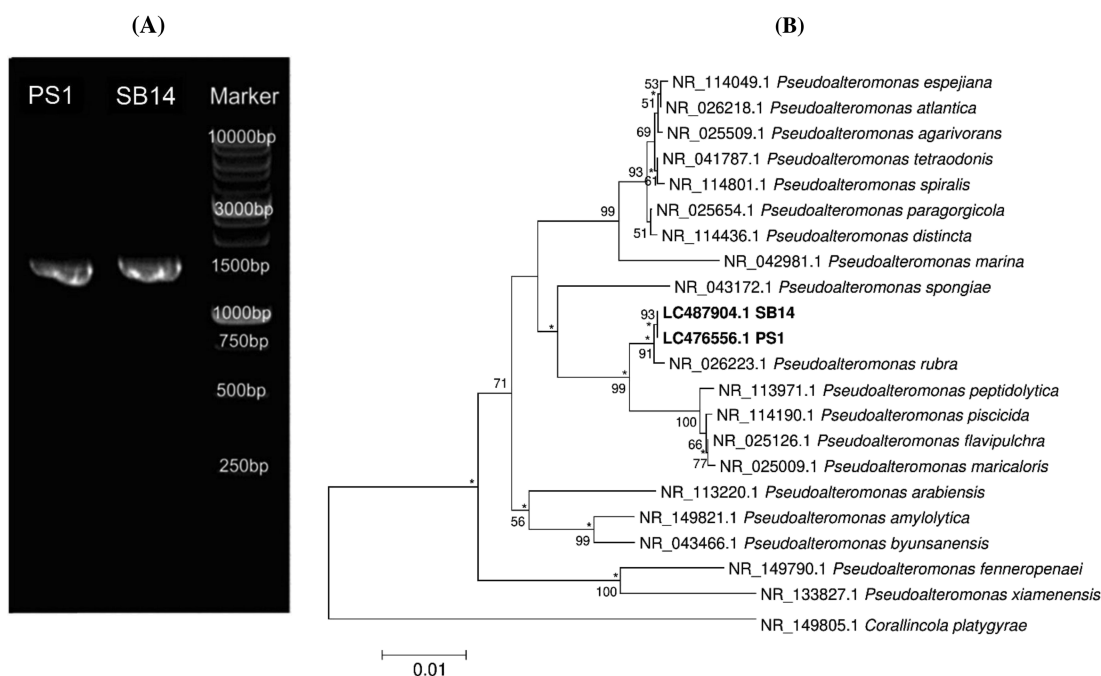 (A)
PS1 SB14 Marker
10000bp
3000bp
1500bp
1000bp
750bp
500bp
250bp
(B)
53
NR_114049.1 Pseudoalteromonas espejiana
*
51
NR_026218.1 Pseudoalteromonas atlantica
69
NR_025509.1 Pseudoalteromonas agarivorans
NR_041787.1 Pseudoalteromonas tetraodonis
93
*
61
NR_114801.1 Pseudoalteromonas spiralis
99
NR_025654.1 Pseudoalteromonas paragorgicola
51
NR_114436.1 Pseudoalteromonas distincta
NR_042981.1 Pseudoalteromonas marina
NR_043172.1 Pseudoalteromonas spongiae
93
LC487904.1 SB14
*
*
LC476556.1 PS1
*
91
NR_026223.1 Pseudoalteromonas rubra
*
99
NR_113971.1 Pseudoalteromonas peptidolytica
71
100
NR_114190.1 Pseudoalteromonas piscicida
66
NR_025126.1 Pseudoalteromonas flavipulchra
*
77
NR_025009.1 Pseudoalteromonas maricaloris
*
NR_113220.1 Pseudoalteromonas arabiensis
*
56
*
NR_149821.1 Pseudoalteromonas amylolytica
99
NR_043466.1 Pseudoalteromonas byunsanensis
NR_149790.1 Pseudoalteromonas fenneropenaei
*
100
NR_133827.1 Pseudoalteromonas xiamenensis
NR_149805.1 Corallincola platygyrae
0.01